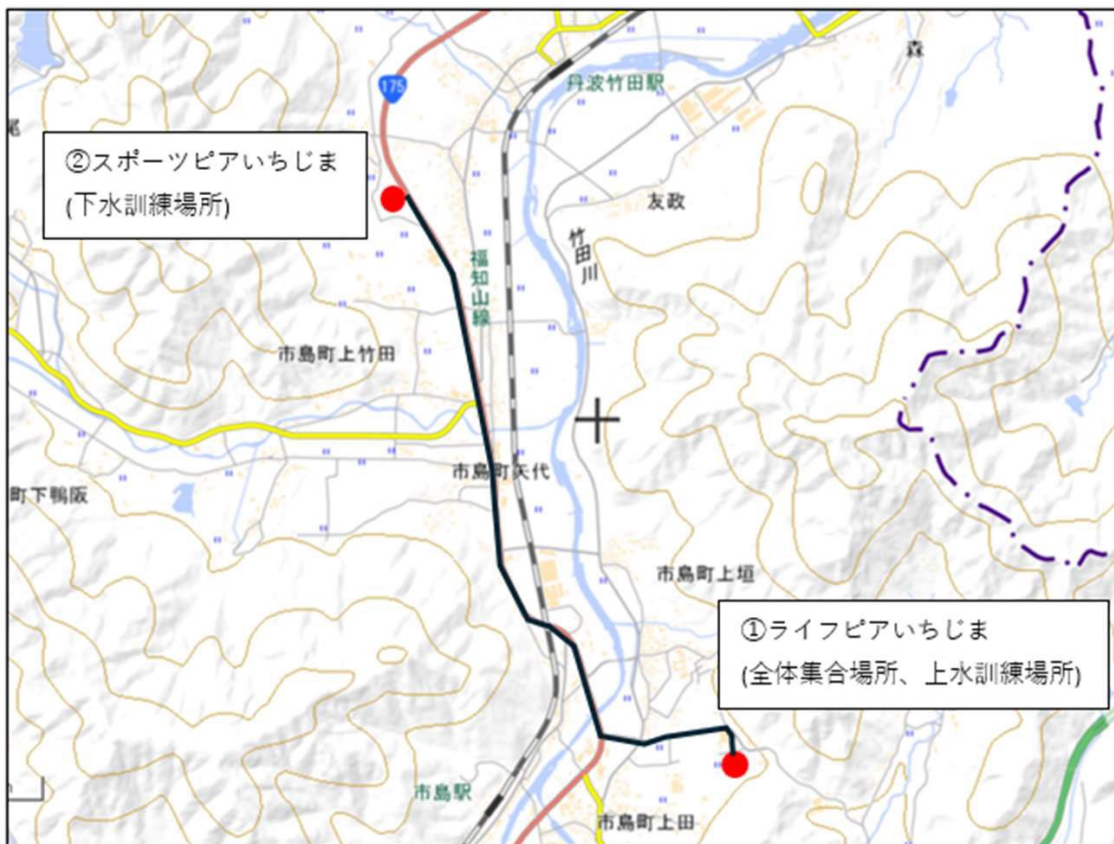 森
丹波竹田駅
175
尾
②スポーツピアいちじま
(下水訓練場所)
友政
竹田川
福知山線
市島町上竹田
市島町矢代
町下鴨阪
市島町上垣
①ライフピアいちじま
(全体集合場所、上水訓練場所)
市島駅
市島町上田